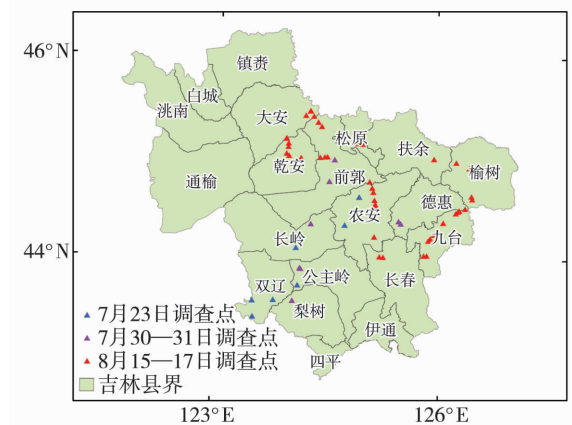 46°N
镇赉
白城
洮南
大安
松原
扶余
乾安
前郭
榆树
通榆
德惠
农安
九台
长岭
44°N
长春
公主岭
双辽
梨树
伊通
四平
7月23日调查点
7月30—31日调查点
8月15—17日调查点
吉林县界
123°E
126°E